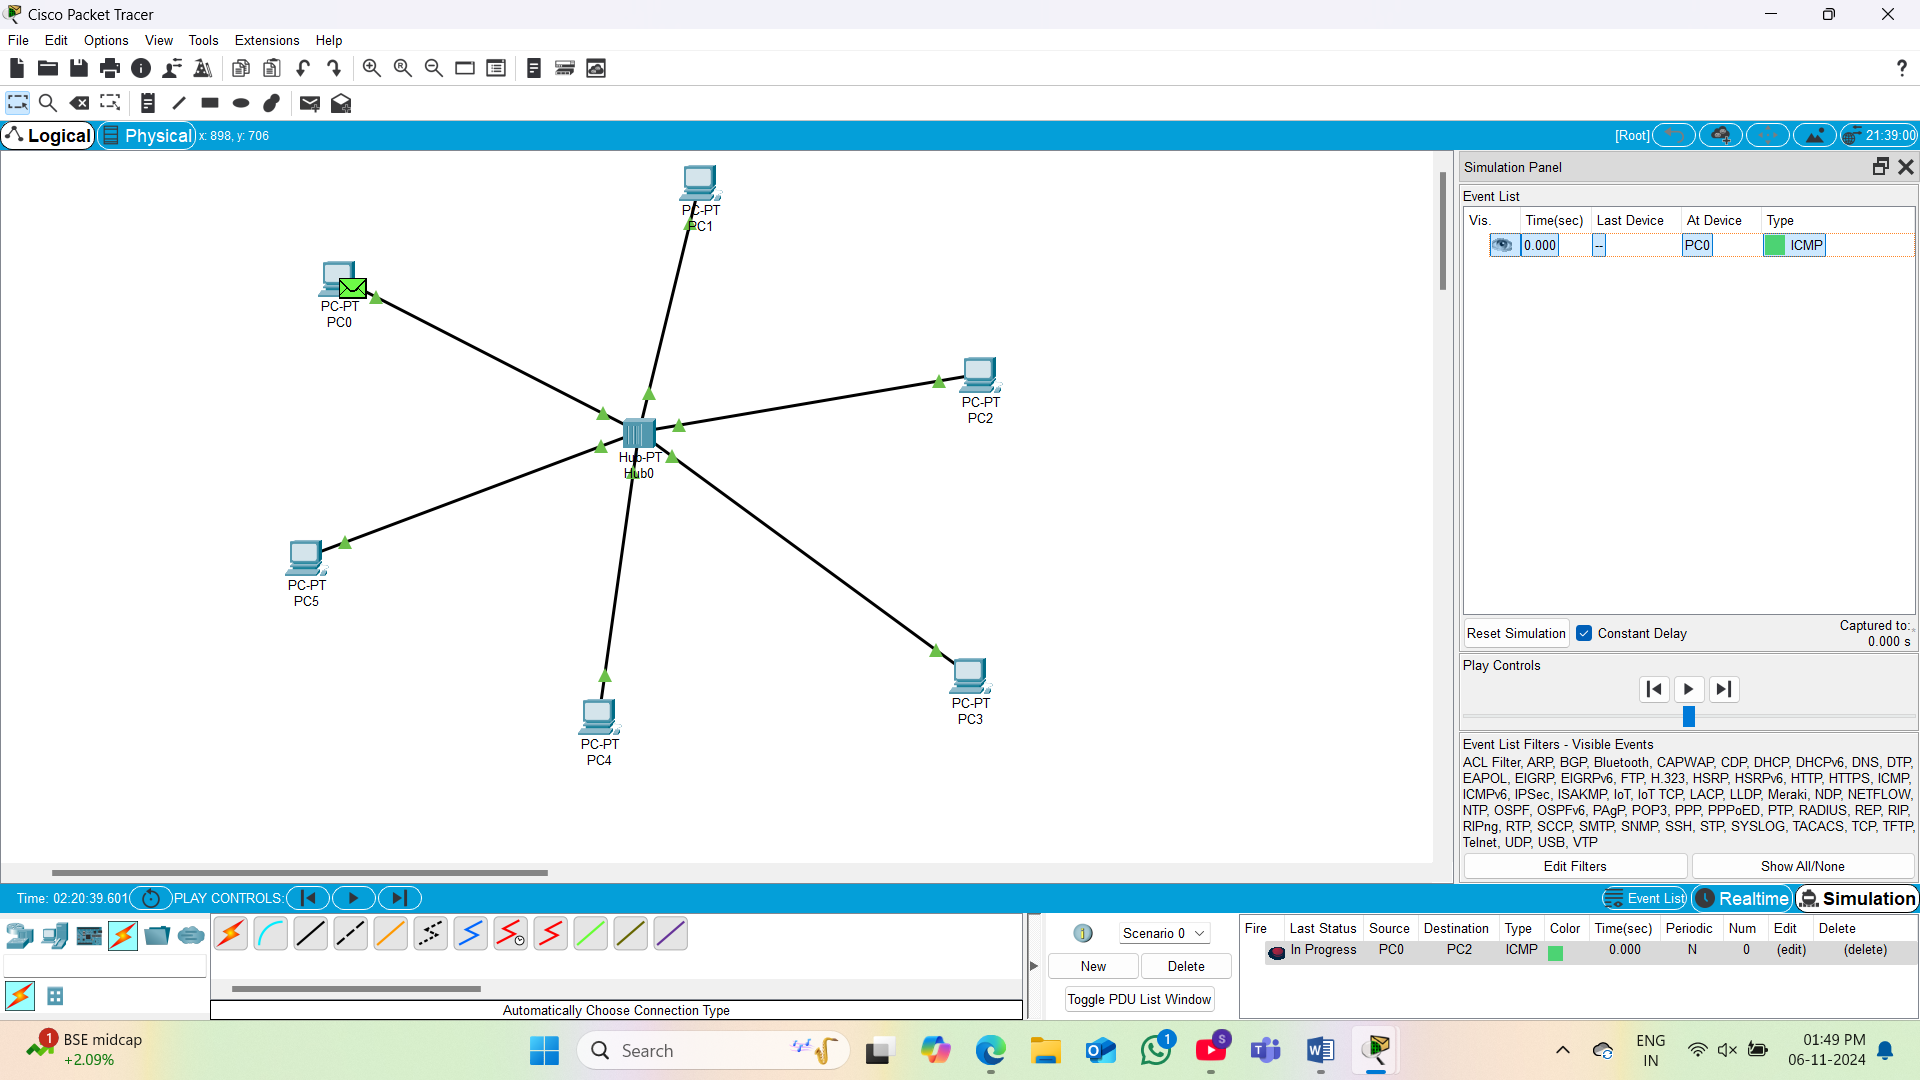 Cisco Packet Tracer
File Edit Options View Tools Extensions Help
?
Logical Physical x: 898, y: 706
[Root] 21:39:00
PC-PT
PC1
PC-PT
PC0
PC-PT
PC2
Hub-PT
Hub0
PC-PT
PC5
PC-PT
PC3
PC-PT
PC4
Simulation Panel
Event List
Vis. Time(sec) Last Device At Device Type
0.000 -- PC0 ICMP
Reset Simulation Constant Delay Captured to:
0.000 s
Play Controls
Event List Filters - Visible Events
ACL Filter, ARP, BGP, Bluetooth, CAPWAP, CDP, DHCP, DHCPv6, DNS, DTP,
EAPOL, EIGRP, EIGRPv6, FTP, H.323, HSRP, HSRPv6, HTTP, HTTPS, ICMP,
ICMPv6, IPSec, ISAKMP, IoT, IoT TCP, LACP, LLDP, Meraki, NDP, NETFLOW,
NTP, OSPF, OSPFv6, PAgP, POP3, PPP, PPPoED, PTP, RADIUS, REP, RIP,
RIPng, RTP, SCCP, SMTP, SNMP, SSH, STP, SYSLOG, TACACS, TCP, TFTP,
Telnet, UDP, USB, VTP
Edit Filters Show All/None
Time: 02:20:39.601 PLAY CONTROLS:
Event List Realtime Simulation
Automatically Choose Connection Type
Scenario 0
New Delete
Toggle PDU List Window
Fire Last Status Source Destination Type Color Time(sec) Periodic Num Edit Delete
In Progress PC0 PC2 ICMP 0.000 N 0 (edit) (delete)
1
BSE midcap
+2.09%
Search
1
S
ENG
IN
01:49 PM
06-11-2024